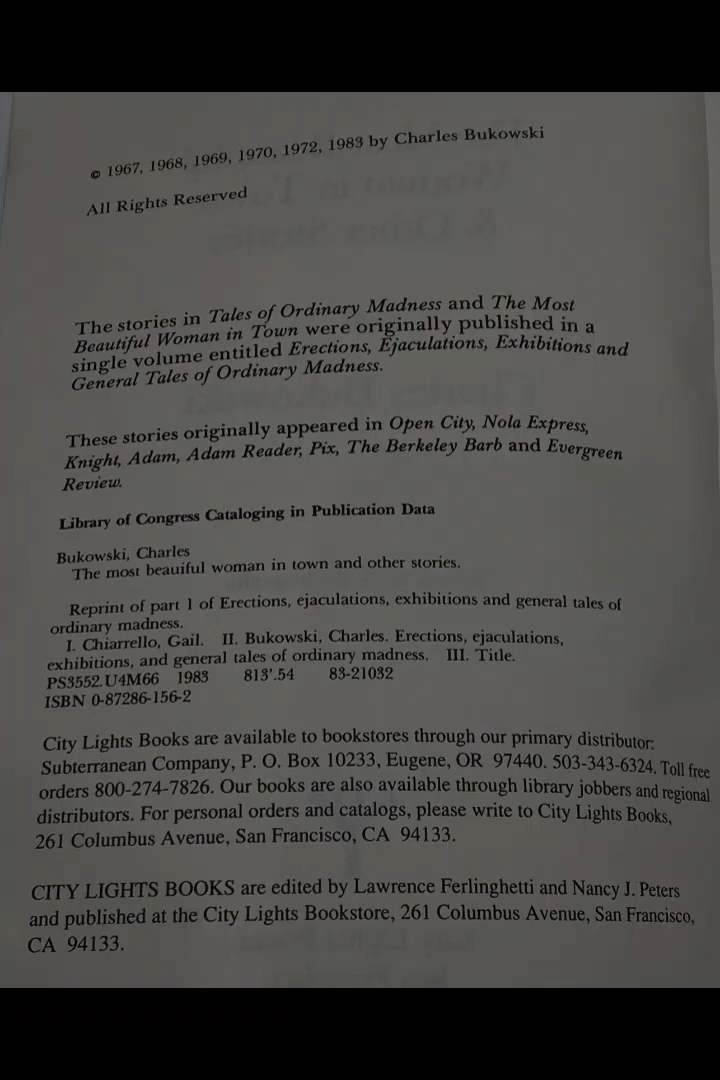 © 1967, 1968, 1969, 1970, 1972, 1983 by Charles Bukowski
All Rights Reserved
The stories in Tales of Ordinary Madness and The Most
Beautiful Woman in Town were originally published in a
single volume entitled Erections, Ejaculations, Exhibitions and
General Tales of Ordinary Madness.
These stories originally appeared in Open City, Nola Express,
Knight, Adam, Adam Reader, Pix, The Berkeley Barb and Evergreen
Review.
Library of Congress Cataloging in Publication Data
Bukowski, Charles
The most beauiful woman in town and other stories.
Reprint of part 1 of Erections, ejaculations, exhibitions and general tales of
ordinary madness.
I. Chiarrello, Gail. II. Bukowski, Charles. Erections, ejaculations,
exhibitions, and general tales of ordinary madness. III. Title.
PS3552.U4M66 1983 813'.54 83-21032
ISBN 0-87286-156-2
City Lights Books are available to bookstores through our primary distributor:
Subterranean Company, P. O. Box 10233, Eugene, OR 97440. 503-343-6324. Toll free
orders 800-274-7826. Our books are also available through library jobbers and regional
distributors. For personal orders and catalogs, please write to City Lights Books,
261 Columbus Avenue, San Francisco, CA 94133.
CITY LIGHTS BOOKS are edited by Lawrence Ferlinghetti and Nancy J. Peters
and published at the City Lights Bookstore, 261 Columbus Avenue, San Francisco,
CA 94133.